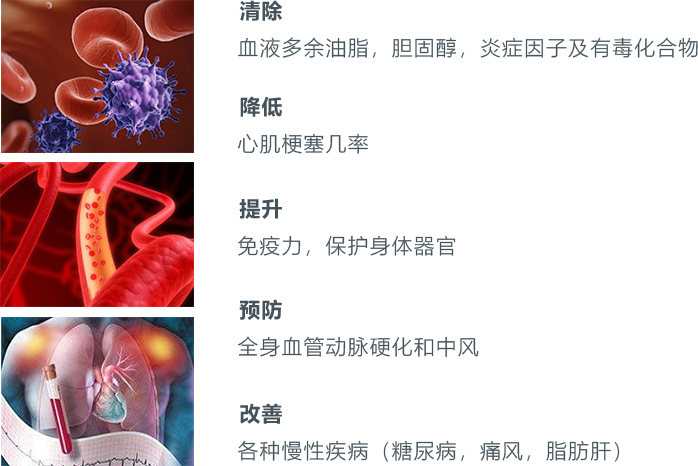 清除
血液多余油脂，胆固醇，炎症因子及有毒化合物
降低
心肌梗塞几率
提升
免疫力，保护身体器官
预防
全身血管动脉硬化和中风
改善
各种慢性疾病（糖尿病，痛风，脂肪肝）